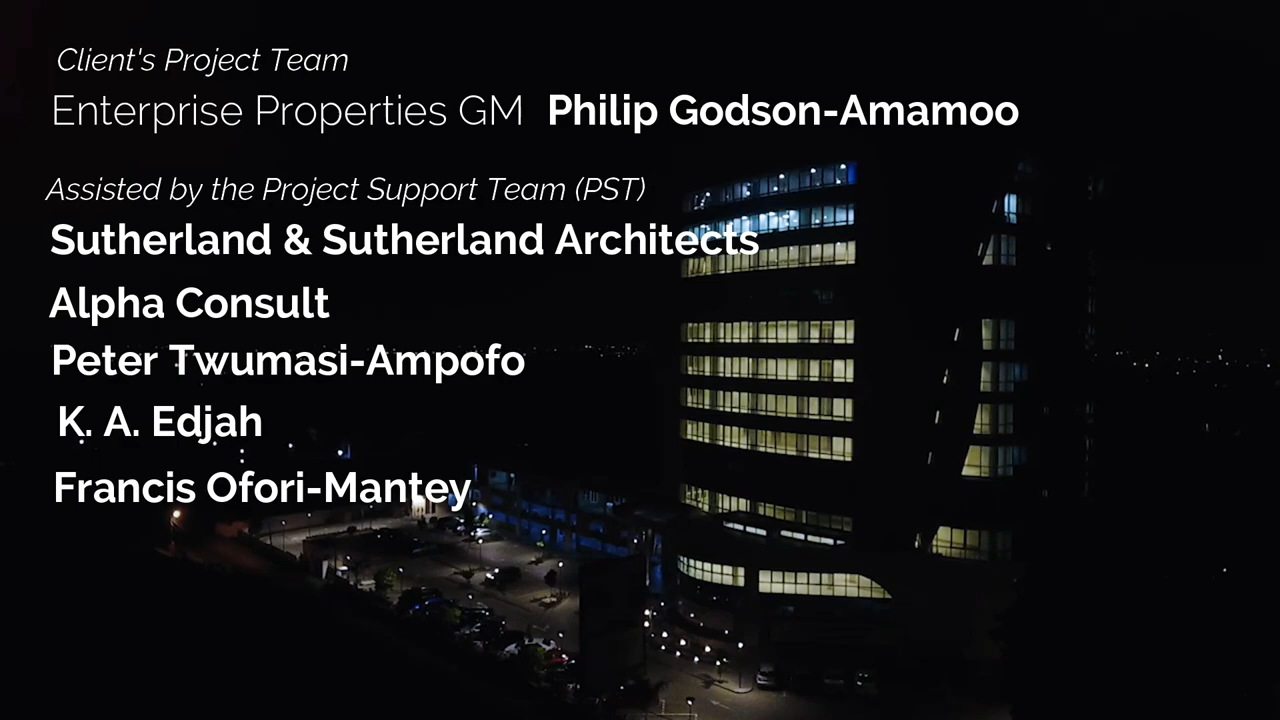 Client's Project Team
Enterprise Properties GM Philip Godson-Amamoo
Assisted by the Project Support Team (PST)
Sutherland & Sutherland Architects
Alpha Consult
Peter Twumasi-Ampofo
K. A. Edjah
Francis Ofori-Mantey